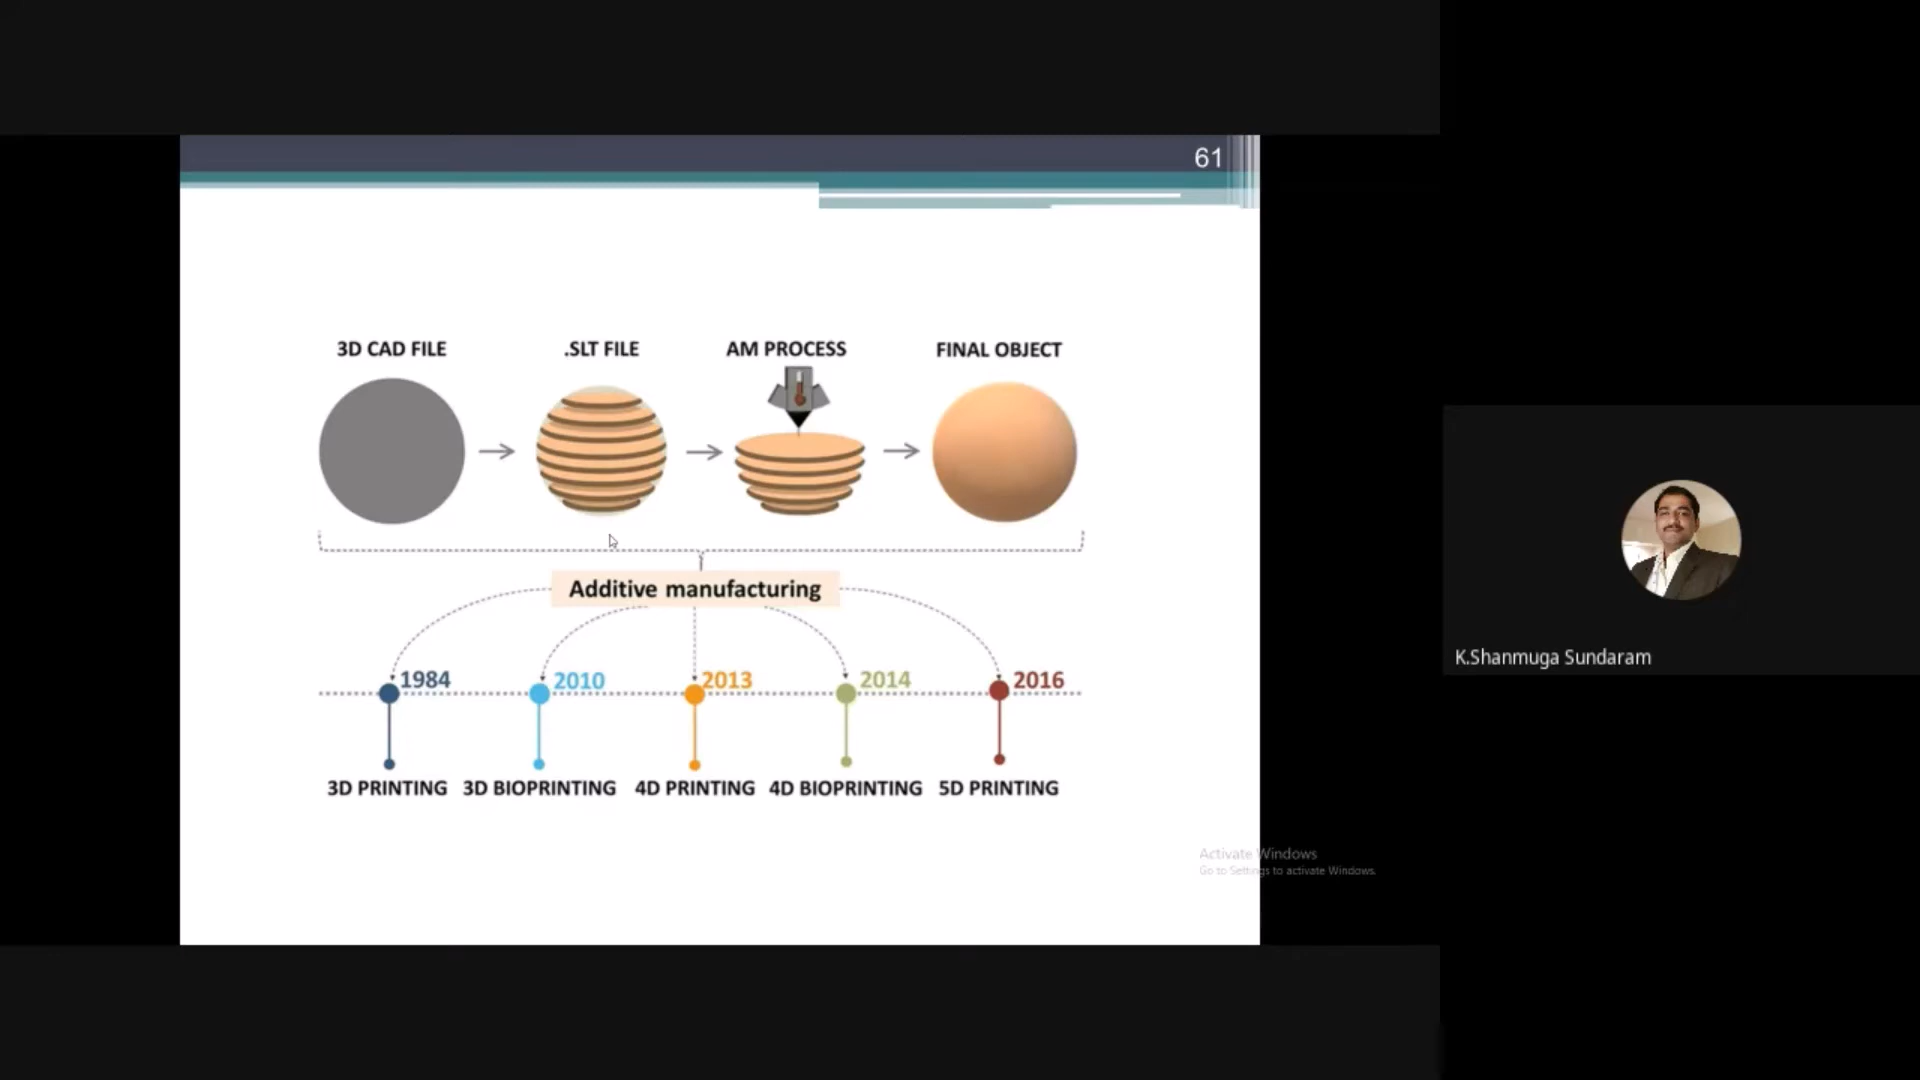 61
3D CAD FILE
.SLT FILE
AM PROCESS
FINAL OBJECT
Additive manufacturing
1984
2010
2013
2014
2016
3D PRINTING
3D BIOPRINTING
4D PRINTING
4D BIOPRINTING
5D PRINTING
Activate Windows
Go to Settings to activate Windows.
K.Shanmuga Sundaram